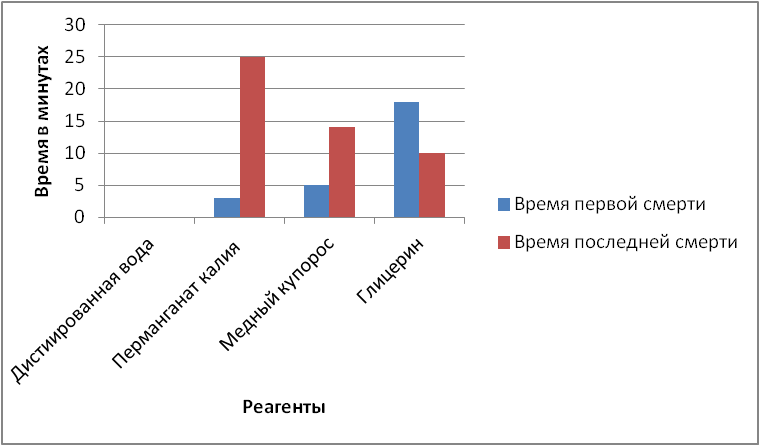 30
25
20
15
10
5
0
Время в минутах
Дистиированная вода
Перманганат калия
Медный купорос
Глицерин
Реагенты
Время первой смерти
Время последней смерти